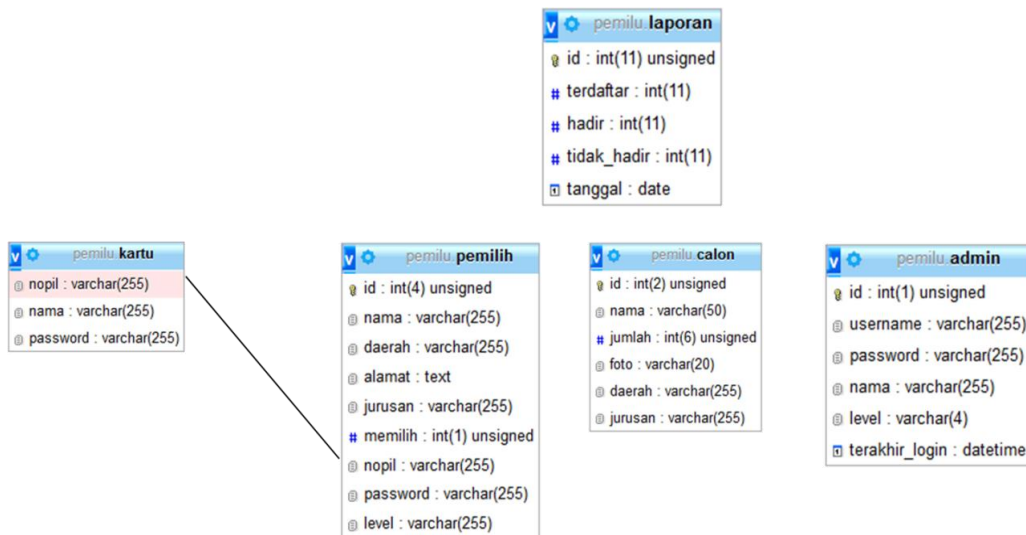 pemilu.laporan
id : int(11) unsigned
terdaftar : int(11)
hadir : int(11)
tidak_hadir : int(11)
tanggal : date
v pemilu.kartu
nopil : varchar(255)
nama : varchar(255)
password : varchar(255)
v pemilu.pemilih
id : int(4) unsigned
nama : varchar(255)
daerah : varchar(255)
alamat : text
jurusan : varchar(255)
# memilih : int(1) unsigned
nopil : varchar(255)
password : varchar(255)
level : varchar(255)
v pemilu.calon
id : int(2) unsigned
nama : varchar(50)
# jumlah : int(6) unsigned
foto : varchar(20)
daerah : varchar(255)
jurusan : varchar(255)
v pemilu.admin
id : int(1) unsigned
username : varchar(255)
password : varchar(255)
nama : varchar(255)
level : varchar(4)
terakhir_login : datetime